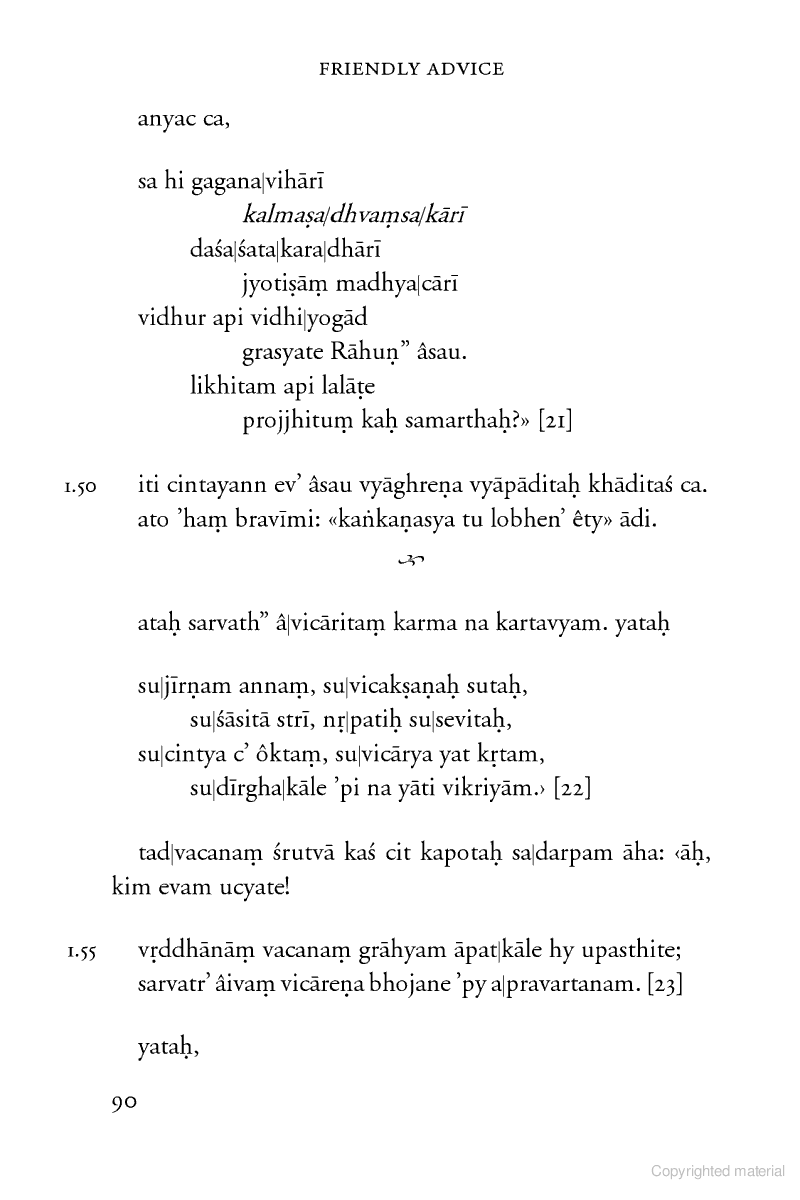 FRIENDLY ADVICE
anyac ca,
sa hi gagana|vihārī
kalmaṣa|dhvaṃsa|kārī
daśa|śata|kara|dhārī
jyotiṣāṃ madhya|cārī
vidhur api vidhi|yogād
grasyate Rāhuṇ” âsau.
likhitam api lalāṭe
projjhituṃ kaḥ samarthaḥ?» [21]
1.50 iti cintayann ev’ âsau vyāghreṇa vyāpāditaḥ khāditaś ca.
ato ’haṃ bravīmi: «kaṅkaṇasya tu lobhen’ êty» ādi.
ataḥ sarvath” â|vicāritaṃ karma na kartavyam. yataḥ
su|jīrṇam annaṃ, su|vicakṣaṇaḥ sutaḥ,
su|śāsitā strī, nṛ|patiḥ su|sevitaḥ,
su|cintya c’ ôktaṃ, su|vicārya yat kṛtam,
su|dīrgha|kāle ’pi na yāti vikriyām.› [22]
tad|vacanaṃ śrutvā kaś cit kapotaḥ sa|darpam āha: ‹āḥ,
kim evam ucyate!
1.55 vṛddhānāṃ vacanaṃ grāhyam āpat|kāle hy upasthite;
sarvatr’ âivaṃ vicāreṇa bhojane ’py a|pravartanam. [23]
yataḥ,
90
Copyrighted material